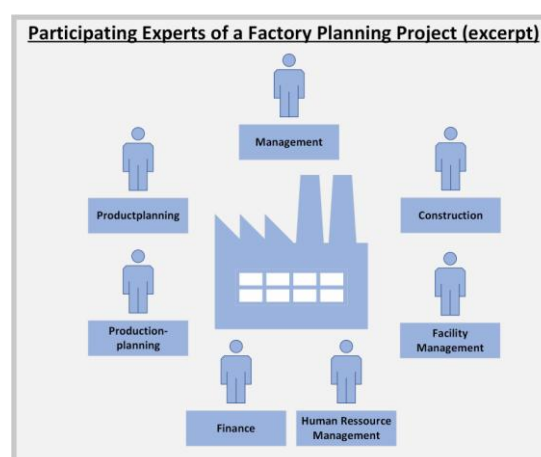 Participating Experts of a Factory Planning Project (excerpt)
Management
Productplanning
Construction
Production-
planning
Facility
Management
Finance
Human Ressource
Management